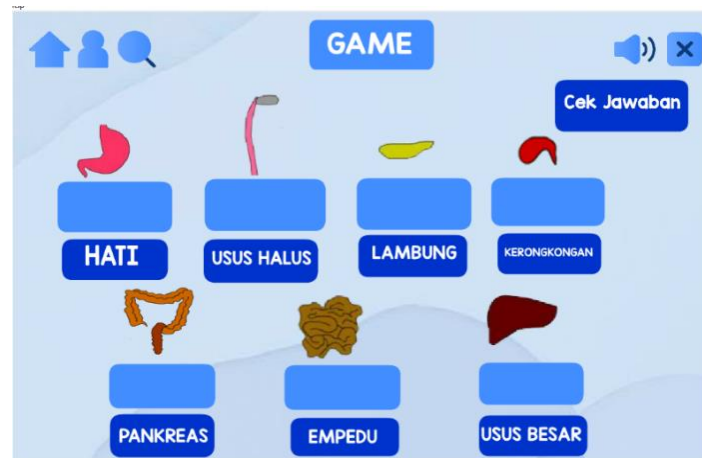 GAME
Cek Jawaban
HATI
USUS HALUS
LAMBUNG
KERONGKONGAN
PANKREAS
EMPEDU
USUS BESAR